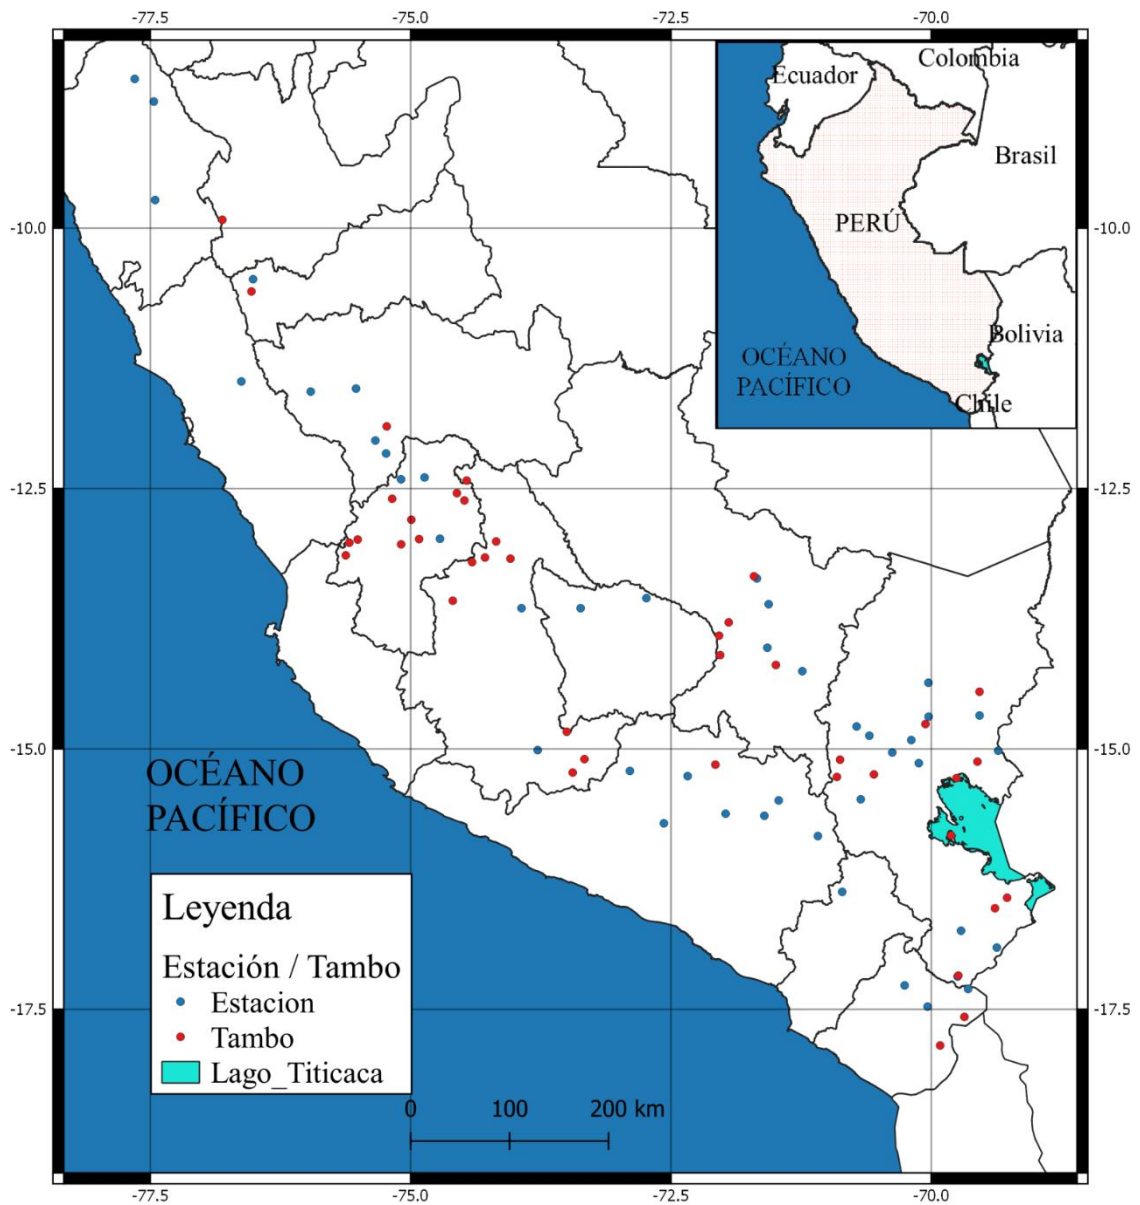 -77.5 -75.0 -72.5 -70.0
Colombia
Ecuador
Brasil
PERÚ
-10.0 -10.0
Bolivia
OCÉANO
PACÍFICO
Chile
-12.5 -12.5
-15.0 -15.0
OCÉANO
PACÍFICO
Leyenda
Estación / Tambo
Estacion
Tambo
Lago_Titicaca
-17.5 -17.5
0 100 200 km
-77.5 -75.0 -72.5 -70.0